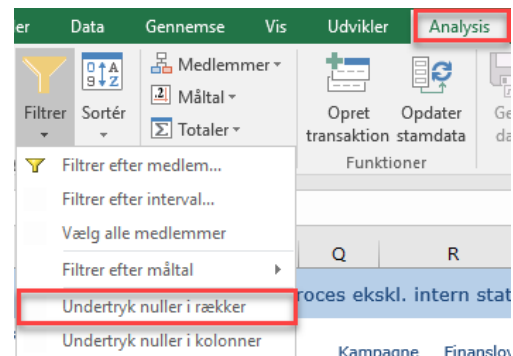 Data Gennemse Vis Udvikler Analysis
Filtrer Sortér
Medlemmer
Måltal
Totaler
Opret transaktion
Opdater stamdata
Funktioner
Filtrer efter medlem...
Filtrer efter interval...
Vælg alle medlemmer
Filtrer efter måltal
Undertryk nuller i rækker
Undertryk nuller i kolonner
Q R
roces ekskl. intern stat
Kampagne Finanslov